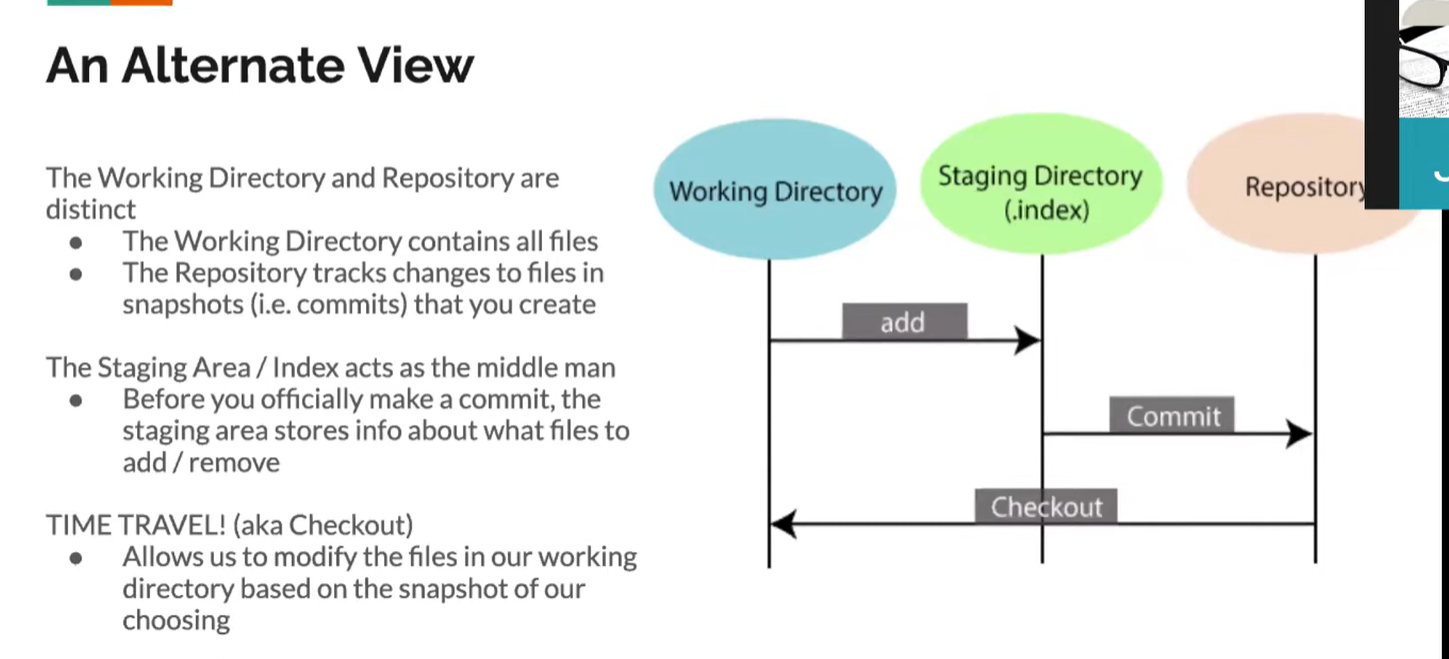 An Alternate View
The Working Directory and Repository are
distinct
● The Working Directory contains all files
● The Repository tracks changes to files in
snapshots (i.e. commits) that you create
The Staging Area / Index acts as the middle man
● Before you officially make a commit, the
staging area stores info about what files to
add / remove
TIME TRAVEL! (aka Checkout)
● Allows us to modify the files in our working
directory based on the snapshot of our
choosing
Working Directory
Staging Directory
(.index)
Repository
add
Commit
Checkout